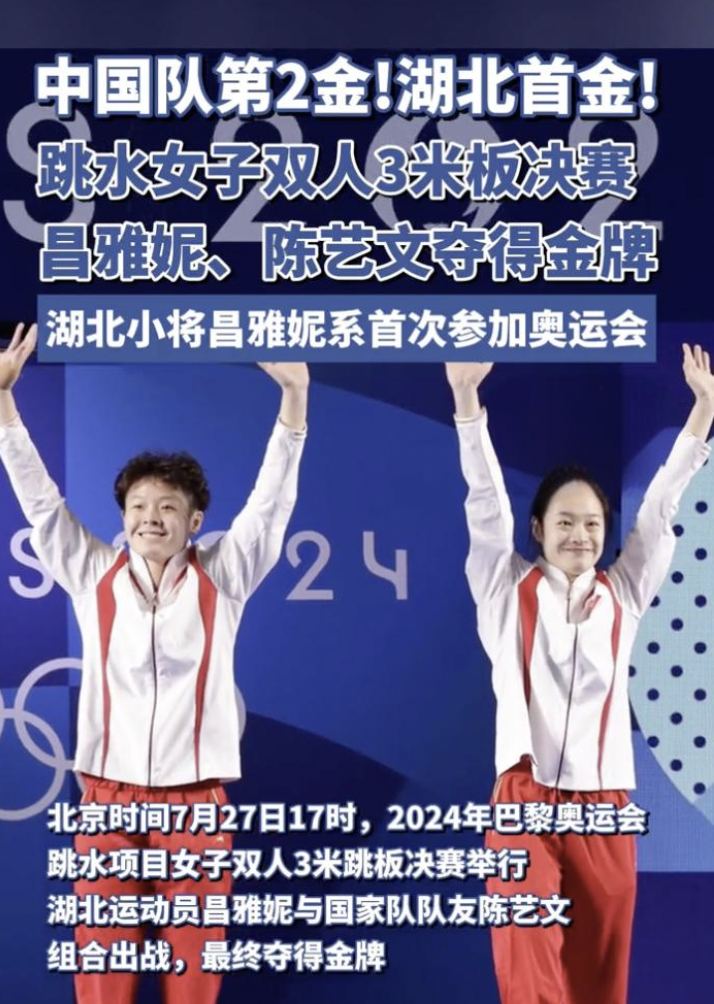 中国队第2金!湖北首金!
跳水女子双人3米板决赛
昌雅妮、陈艺文夺得金牌
湖北小将昌雅妮系首次参加奥运会
S 202
S 2024
北京时间7月27日17时，2024年巴黎奥运会
跳水项目女子双人3米跳板决赛举行
湖北运动员昌雅妮与国家队队友陈艺文
组合出战，最终夺得金牌